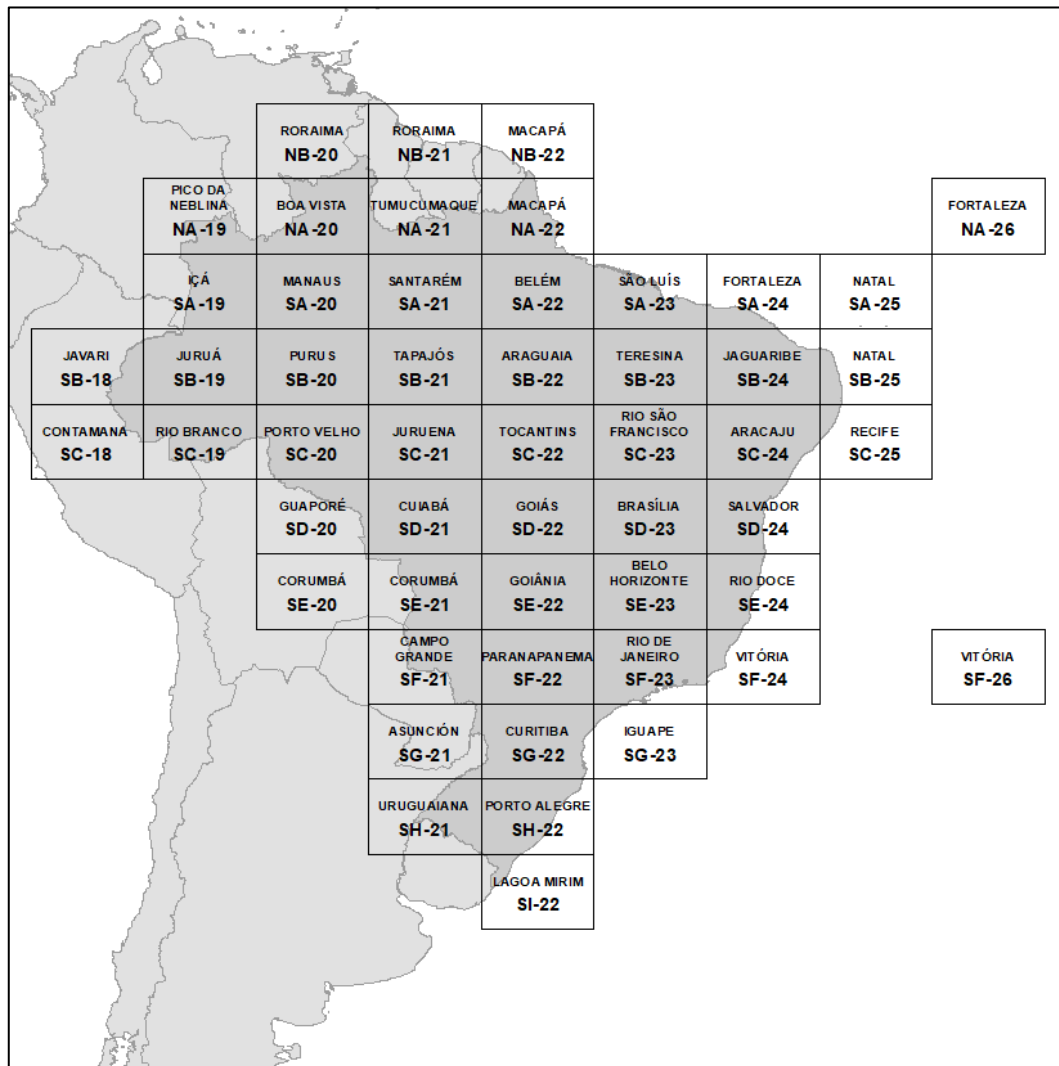 RORAIMA
NB-20
RORAIMA
NB-21
MACAPÁ
NB-22
PICO DA
NEBLINA
NA-19
BOA VISTA
NA-20
TUMUCUMAQUE
NA-21
MACAPÁ
NA-22
FORTALEZA
NA-26
IÇÁ
SA-19
MANAUS
SA-20
SANTARÉM
SA-21
BELÉM
SA-22
SÃO LUÍS
SA-23
FORTALEZA
SA-24
NATAL
SA-25
JAVARI
SB-18
JURUÁ
SB-19
PURUS
SB-20
TAPAJÓS
SB-21
ARAGUAIA
SB-22
TERESINA
SB-23
JAGUARIBE
SB-24
NATAL
SB-25
CONTAMANA
SC-18
RIO BRANCO
SC-19
PORTO VELHO
SC-20
JURUENA
SC-21
TOCANTINS
SC-22
RIO SÃO
FRANCISCO
SC-23
ARACAJU
SC-24
RECIFE
SC-25
GUAPORÉ
SD-20
CUIABÁ
SD-21
GOIÁS
SD-22
BRASÍLIA
SD-23
SALVADOR
SD-24
CORUMBÁ
SE-20
CORUMBÁ
SE-21
GOIÂNIA
SE-22
BELO
HORIZONTE
SE-23
RIO DOCE
SE-24
CAMPO
GRANDE
SF-21
PARANAPANEMA
SF-22
RIO DE
JANEIRO
SF-23
VITÓRIA
SF-24
VITÓRIA
SF-26
ASUNCIÓN
SG-21
CURITIBA
SG-22
IGUAPE
SG-23
URUGUAIANA
SH-21
PORTO ALEGRE
SH-22
LAGOA MIRIM
SI-22